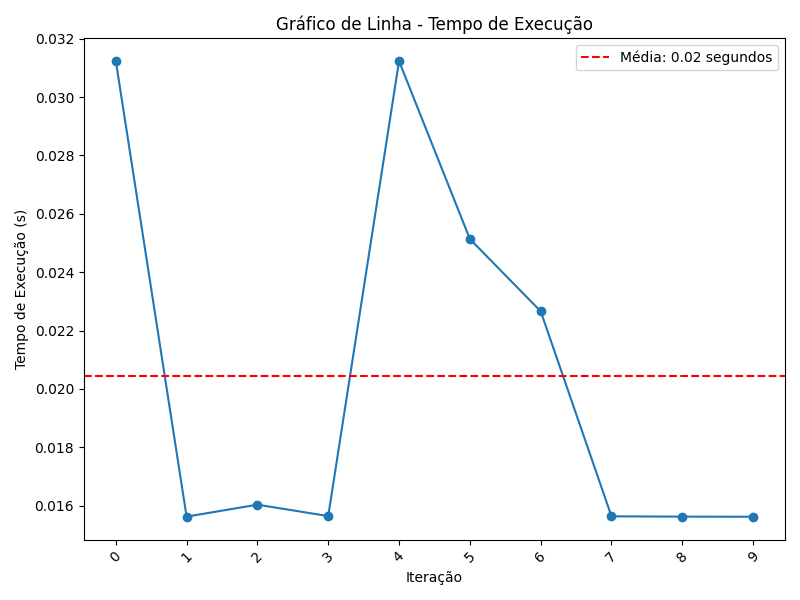 Gráfico de Linha - Tempo de Execução
Média: 0.02 segundos
Tempo de Execução (s)
0.032
0.030
0.028
0.026
0.024
0.022
0.020
0.018
0.016
0 1 2 3 4 5 6 7 8 9
Iteração